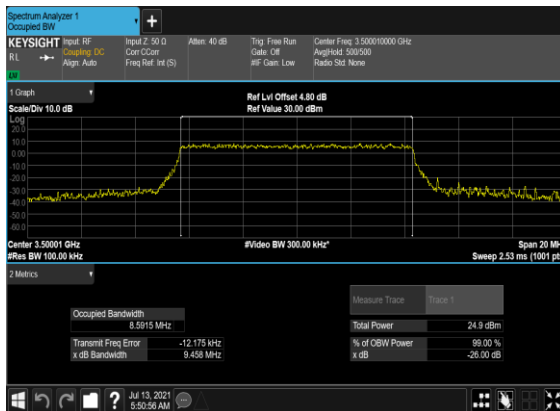 Spectrum Analyzer 1
Occupied BW
KEYSIGHT
RL
Input: RF
Coupling: DC
Align: Auto
Input Z: 50 Ω
Corr CCorr
Freq Ref: Int (S)
Atten: 40 dB
Trig: Free Run
Gate: Off
#IF Gain: Low
Center Freq: 3.500010000 GHz
Avg|Hold: 500/500
Radio Std: None
1 Graph
Scale/Div 10.0 dB
Ref Lvl Offset 4.80 dB
Ref Value 30.00 dBm
Log
20.0
10.0
0.00
-10.0
-20.0
-30.0
-40.0
-50.0
-60.0
Center 3.50001 GHz
#Res BW 100.00 kHz
#Video BW 300.00 kHz*
Span 20 MH
Sweep 2.53 ms (1001 pts
2 Metrics
Occupied Bandwidth
8.5915 MHz
Transmit Freq Error -12.175 kHz
x dB Bandwidth 9.458 MHz
Measure Trace Trace 1
Total Power 24.9 dBm
% of OBW Power 99.00 %
x dB -26.00 dB
Jul 13, 2021
5:50:56 AM